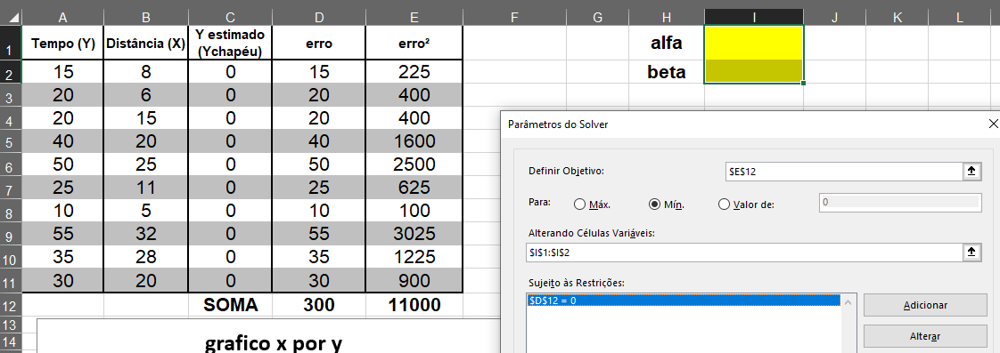 A B C D E F G H I J K L
1 Tempo (Y) Distância (X) Y estimado (Ychapéu) erro erro² alfa
2 15 8 0 15 225 beta
3 20 6 0 20 400
4 20 15 0 20 400
5 40 20 0 40 1600
6 50 25 0 50 2500
7 25 11 0 25 625
8 10 5 0 10 100
9 55 32 0 55 3025
10 35 28 0 35 1225
11 30 20 0 30 900
12 SOMA 300 11000
13
14 grafico x por y
Parâmetros do Solver
Definir Objetivo: $E$12
Para: Máx. Mín. Valor de: 0
Alterando Células Variáveis:
$I$1:$I$2
Sujeito às Restrições:
$D$12 = 0
Adicionar
Alterar